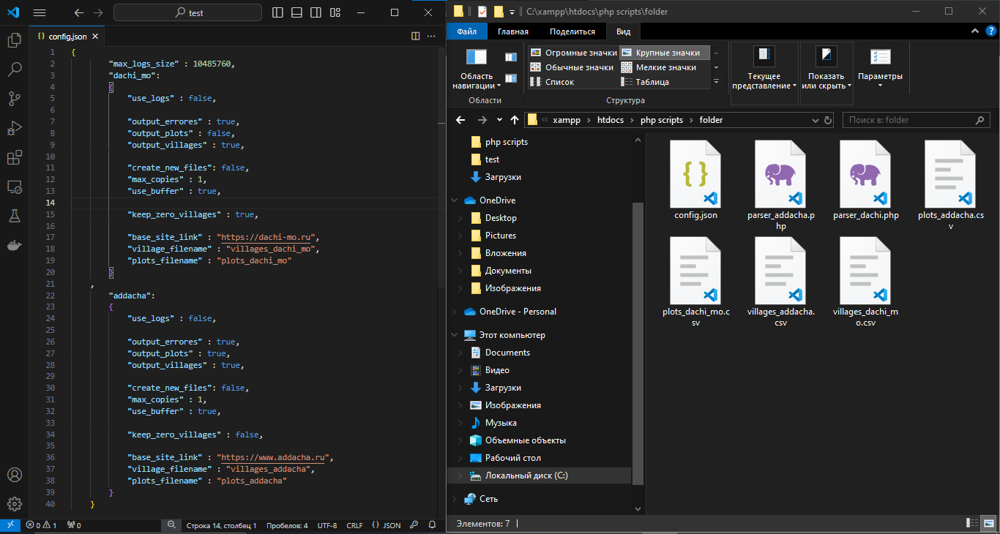 test
config.json
1 {
2 "max_logs_size" : 10485760,
3 "dachi_mo":
4 {
5 "use_logs" : false,
6
7 "output_errores" : true,
8 "output_plots" : false,
9 "output_villages" : true,
10
11 "create_new_files": false,
12 "max_copies" : 1,
13 "use_buffer" : true,
14
15 "keep_zero_villages" : true,
16
17 "base_site_link" : "https://dachi-mo.ru",
18 "village_filename" : "villages_dachi_mo",
19 "plots_filename" : "plots_dachi_mo"
20 }
21 ,
22 "addacha":
23 {
24 "use_logs" : false,
25
26 "output_errores" : true,
27 "output_plots" : true,
28 "output_villages" : true,
29
30 "create_new_files": false,
31 "max_copies" : 1,
32 "use_buffer" : true,
33
34 "keep_zero_villages" : false,
35
36 "base_site_link" : "https://www.addacha.ru",
37 "village_filename" : "villages_addacha",
38 "plots_filename" : "plots_addacha"
39 }
40 }
0 1 0 Строка 14, столбец 1 Пробелов: 4 UTF-8 CRLF {} JSON
C:\xampp\htdocs\php scripts\folder
Файл Главная Поделиться Вид
Область
навигации
Области
Огромные значки Крупные значки
Обычные значки Мелкие значки
Список Таблица
Структура
Текущее
представление
Показать
или скрыть
Параметры
« xampp › htdocs › php scripts › folder
Поиск в: folder
php scripts
test
Загрузки
OneDrive
Desktop
Pictures
Вложения
Документы
Изображения
OneDrive - Personal
Этот компьютер
Documents
Видео
Загрузки
Изображения
Музыка
Объемные объекты
Рабочий стол
Локальный диск (C:)
Сеть
config.json
parser_addacha.p
hp
parser_dachi.php
plots_addacha.cs
v
plots_dachi_mo.c
sv
villages_addacha.
csv
villages_dachi_m
o.csv
Элементов: 7